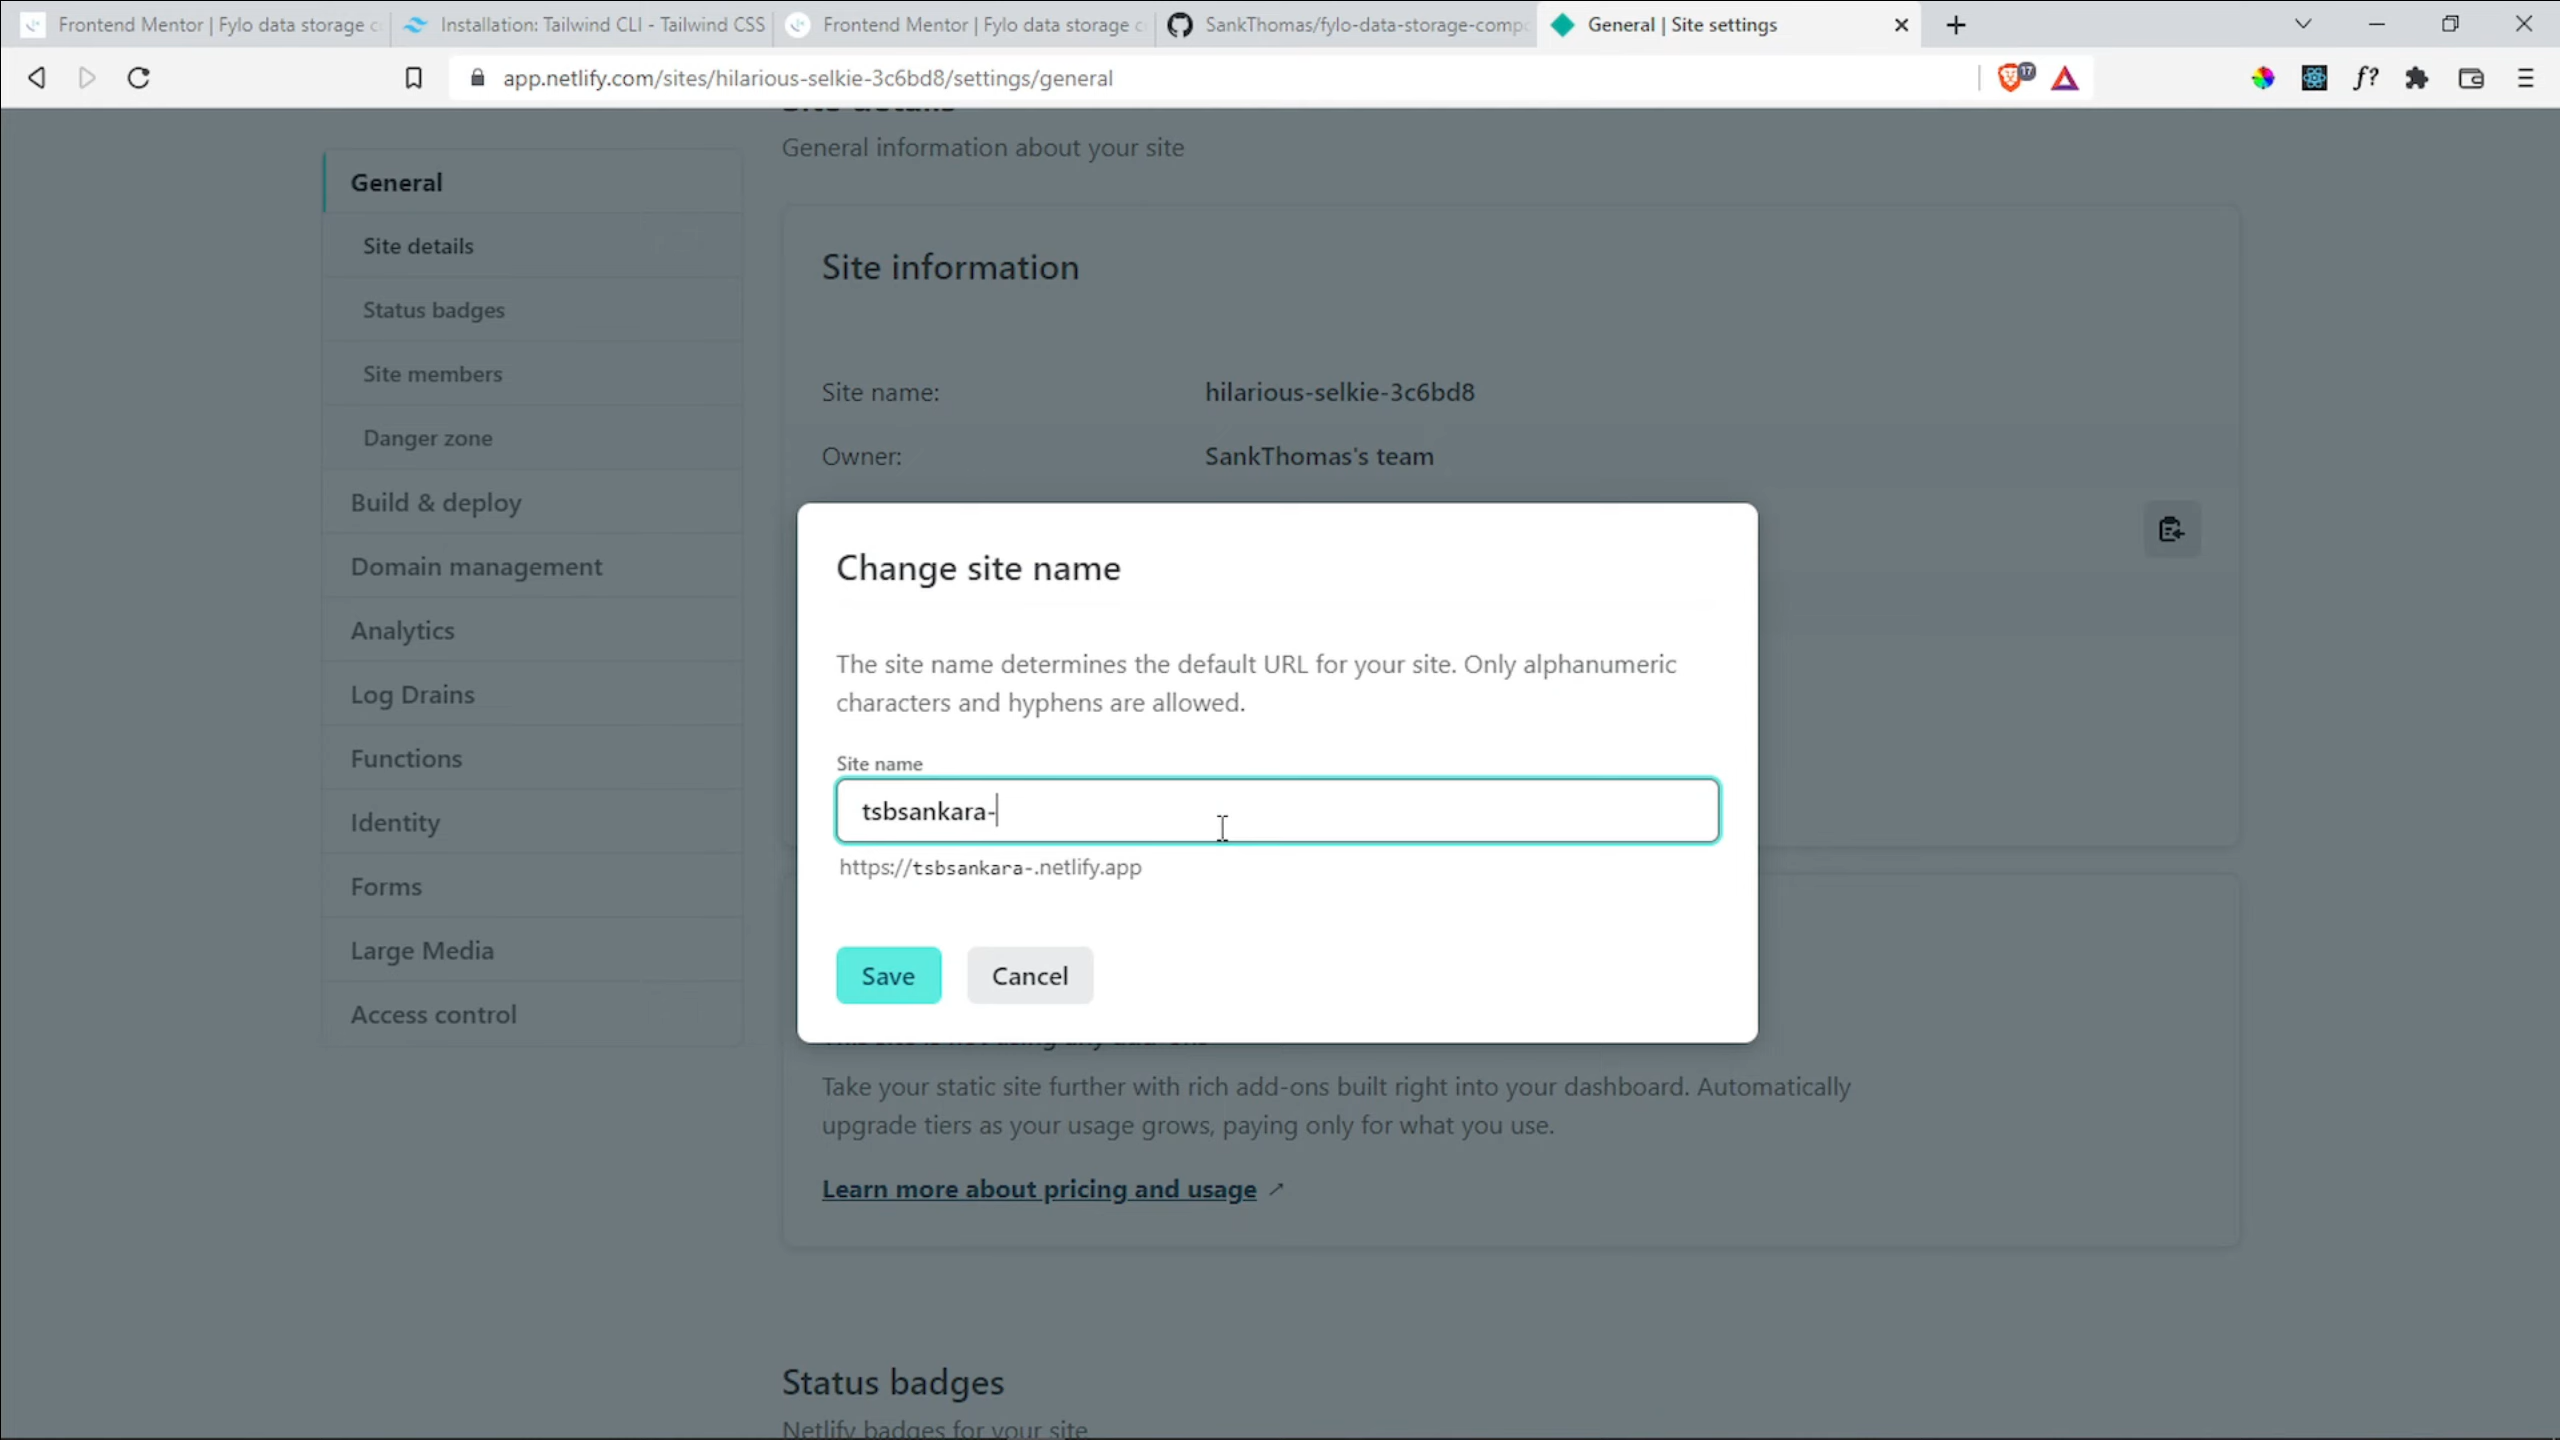 Frontend Mentor | Fylo data storage c
Installation: Tailwind CLI - Tailwind CSS
Frontend Mentor | Fylo data storage c
SankThomas/fylo-data-storage-comp
General | Site settings
app.netlify.com/sites/hilarious-selkie-3c6bd8/settings/general
17
f?
Site details
General information about your site
General
Site details
Status badges
Site members
Danger zone
Build & deploy
Domain management
Analytics
Log Drains
Functions
Identity
Forms
Large Media
Access control
Site information
Site name: hilarious-selkie-3c6bd8
Owner: SankThomas's team
Change site name
The site name determines the default URL for your site. Only alphanumeric
characters and hyphens are allowed.
Site name
tsbsankara-
https://tsbsankara-.netlify.app
Save Cancel
Take your static site further with rich add-ons built right into your dashboard. Automatically
upgrade tiers as your usage grows, paying only for what you use.
Learn more about pricing and usage ↗
Status badges
Netlify badges for your site